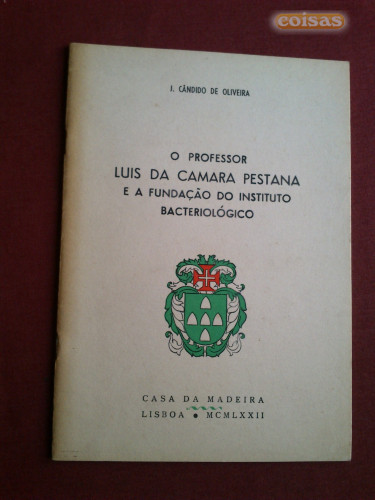 coisas
J. CÂNDIDO DE OLIVEIRA
O PROFESSOR
LUIS DA CAMARA PESTANA
E A FUNDAÇÃO DO INSTITUTO
BACTERIOLÓGICO
CASA DA MADEIRA
LISBOA • MCMLXXII